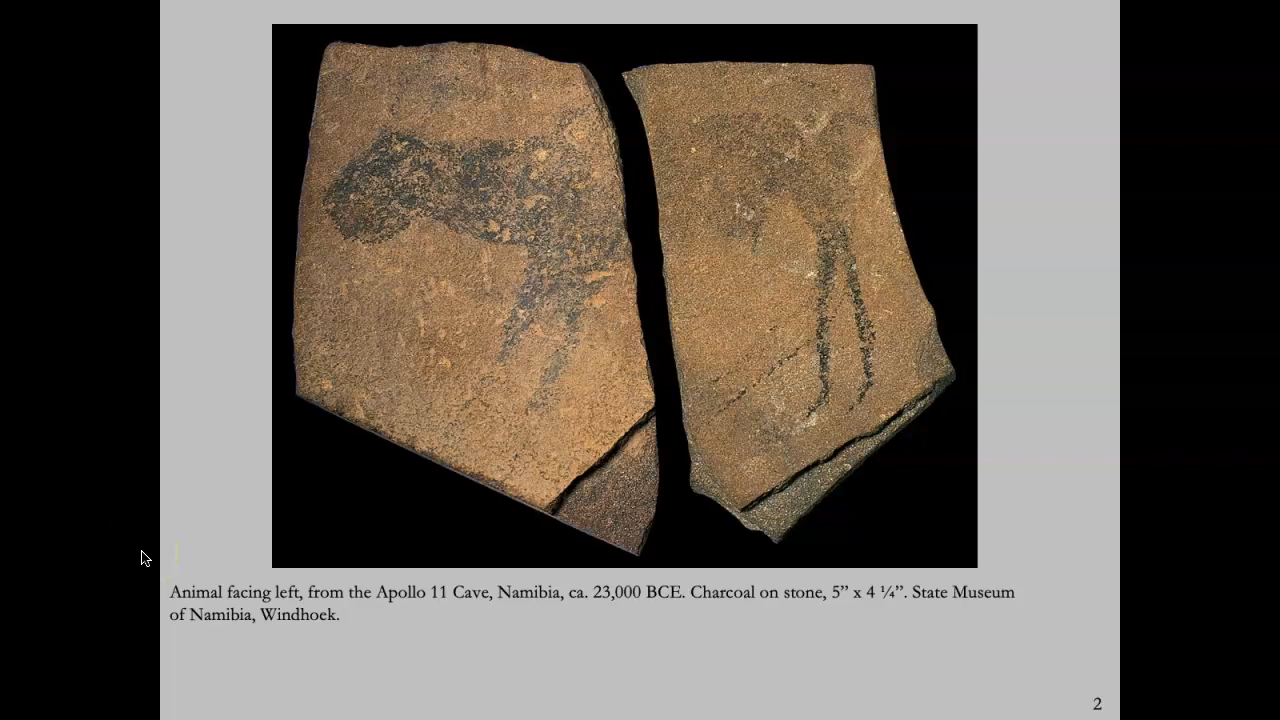 Animal facing left, from the Apollo 11 Cave, Namibia, ca. 23,000 BCE. Charcoal on stone, 5” x 4 ¼”. State Museum
of Namibia, Windhoek.
2